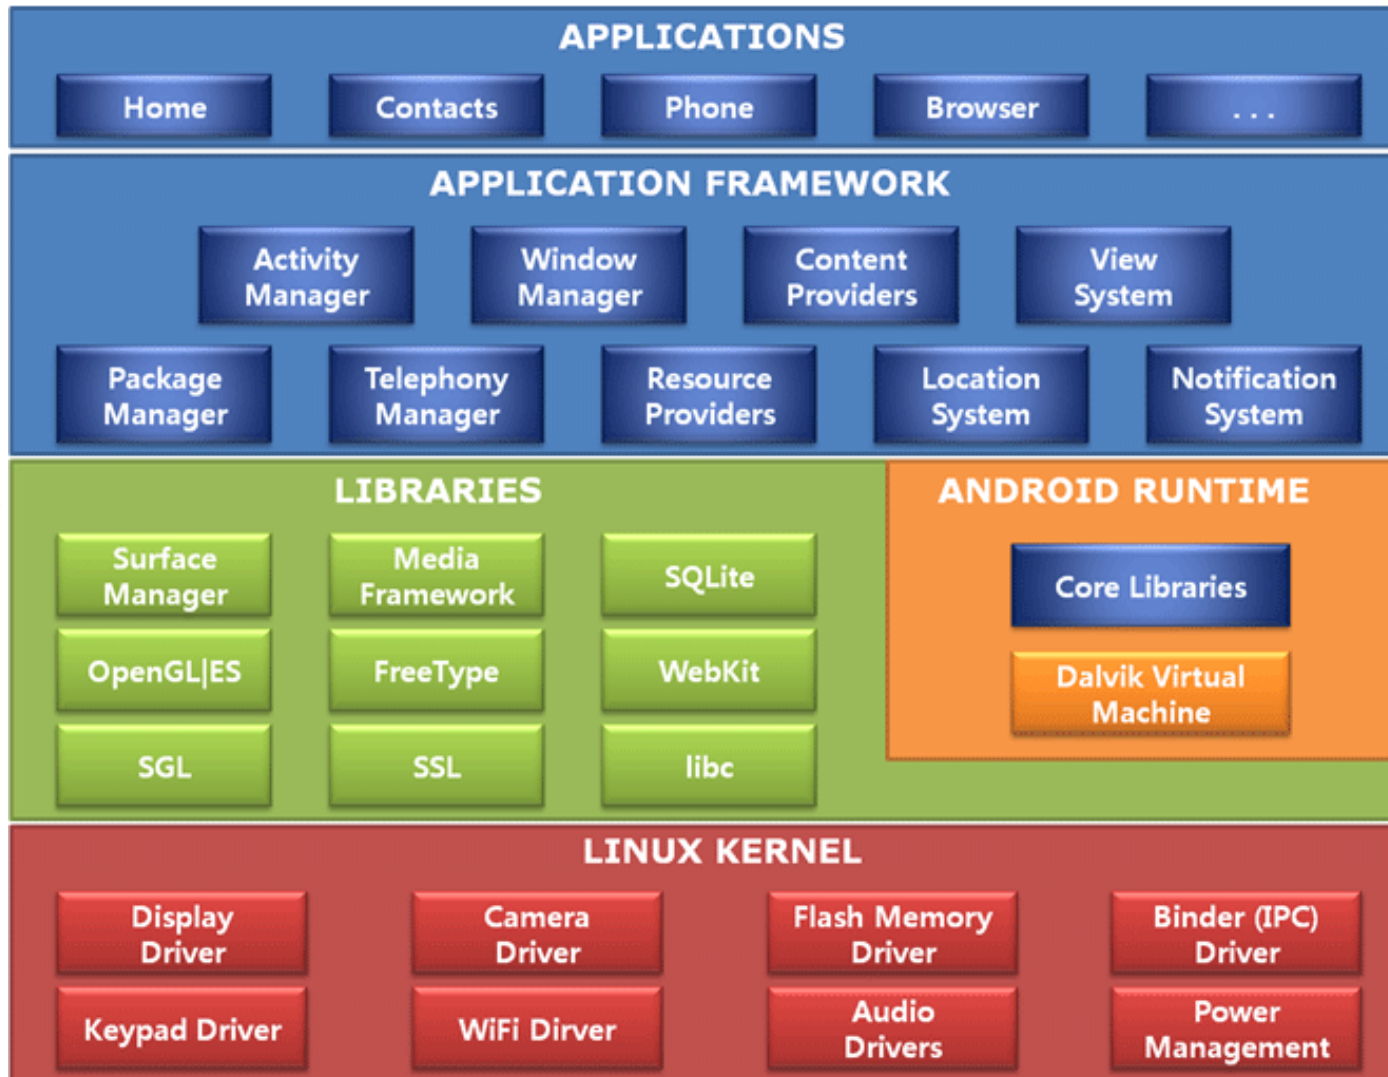 APPLICATIONS
Home
Contacts
Phone
Browser
. . .
APPLICATION FRAMEWORK
Activity
Manager
Window
Manager
Content
Providers
View
System
Package
Manager
Telephony
Manager
Resource
Providers
Location
System
Notification
System
LIBRARIES
Surface
Manager
Media
Framework
SQLite
OpenGL|ES
FreeType
WebKit
SGL
SSL
libc
ANDROID RUNTIME
Core Libraries
Dalvik Virtual
Machine
LINUX KERNEL
Display
Driver
Camera
Driver
Flash Memory
Driver
Binder (IPC)
Driver
Keypad Driver
WiFi Dirver
Audio
Drivers
Power
Management